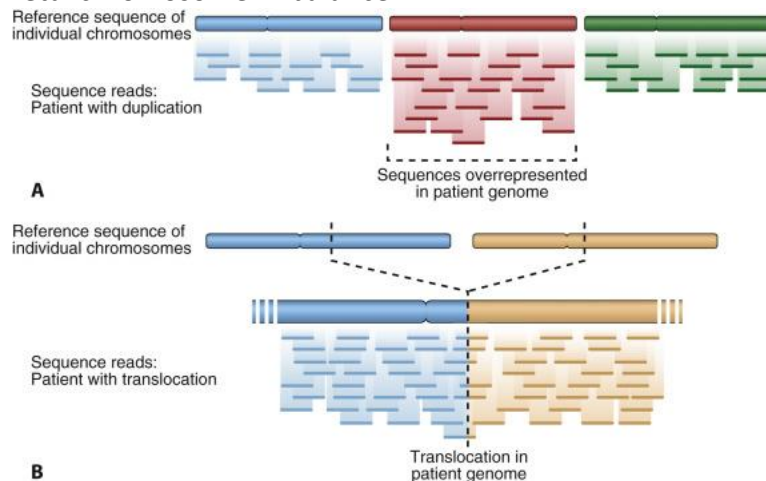 Reference sequence of
individual chromosomes
Sequence reads:
Patient with duplication
Sequences overrepresented
in patient genome
A
Reference sequence of
individual chromosomes
Sequence reads:
Patient with translocation
Translocation in
patient genome
B